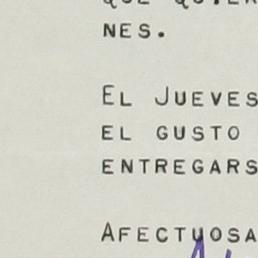 NES.
EL JUEVES
EL GUSTO
ENTREGARS
AFECTUOSA